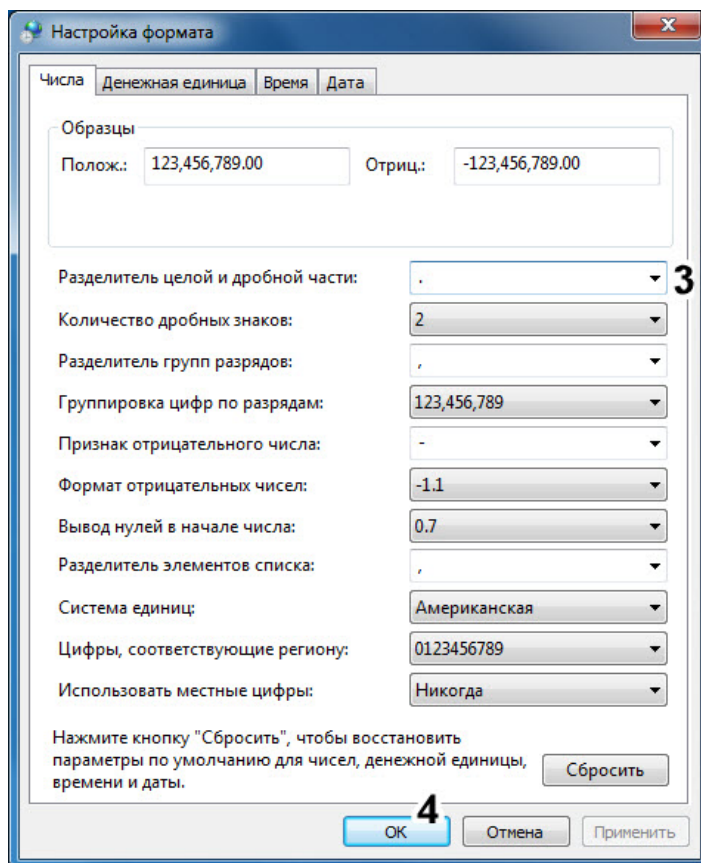 Настройка формата
Числа Денежная единица Время Дата
Образцы
Полож.: 123,456,789.00 Отриц.: -123,456,789.00
Разделитель целой и дробной части: . 3
Количество дробных знаков: 2
Разделитель групп разрядов: ,
Группировка цифр по разрядам: 123,456,789
Признак отрицательного числа: -
Формат отрицательных чисел: -1.1
Вывод нулей в начале числа: 0.7
Разделитель элементов списка: ,
Система единиц: Американская
Цифры, соответствующие региону: 0123456789
Использовать местные цифры: Никогда
Нажмите кнопку "Сбросить", чтобы восстановить
параметры по умолчанию для чисел, денежной единицы,
времени и даты.
Сбросить
4
ОК Отмена Применить